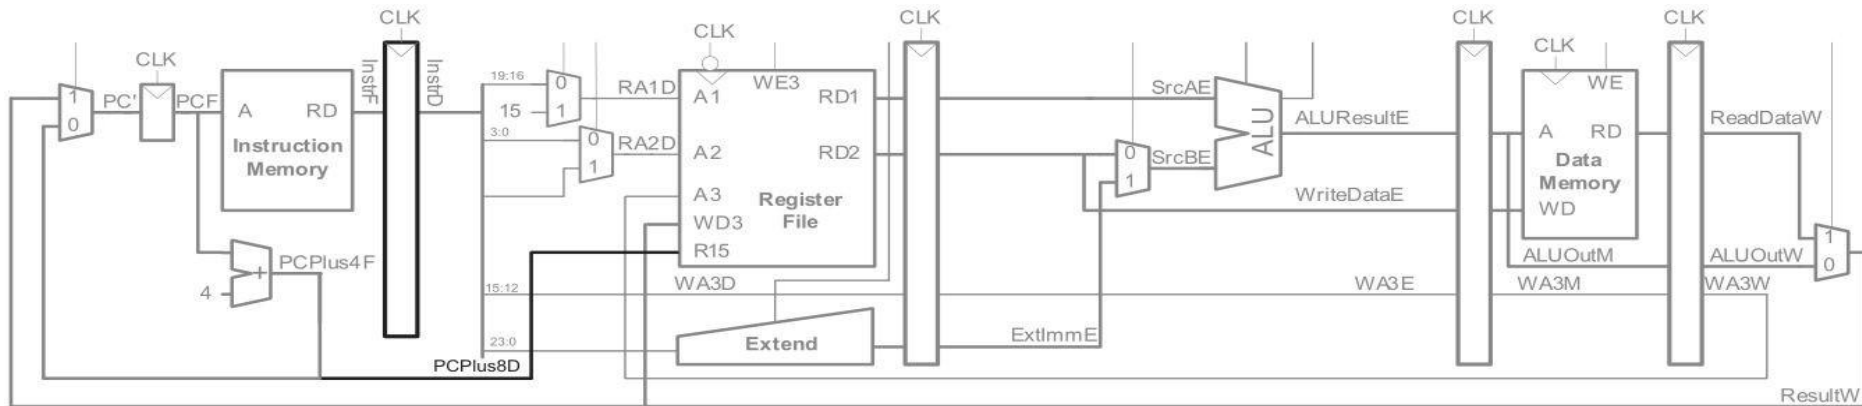 CLK
CLK
CLK
CLK
CLK
CLK
CLK
1
0
PC'
PCF
A
RD
Instruction
Memory
InstrF
InstrD
PCPlus4F
+
4
19:16
15
0
1
RA1D
3:0
0
1
RA2D
15:12
23:0
PCPlus8D
WE3
A1
RD1
A2
RD2
A3
WD3
R15
Register
File
WA3D
Extend
ExtImmE
0
1
SrcAE
SrcBE
ALU
ALUResultE
WriteDataE
WA3E
WE
A
RD
Data
Memory
WD
ALUOutM
WA3M
ReadDataW
ALUOutW
WA3W
1
0
ResultW